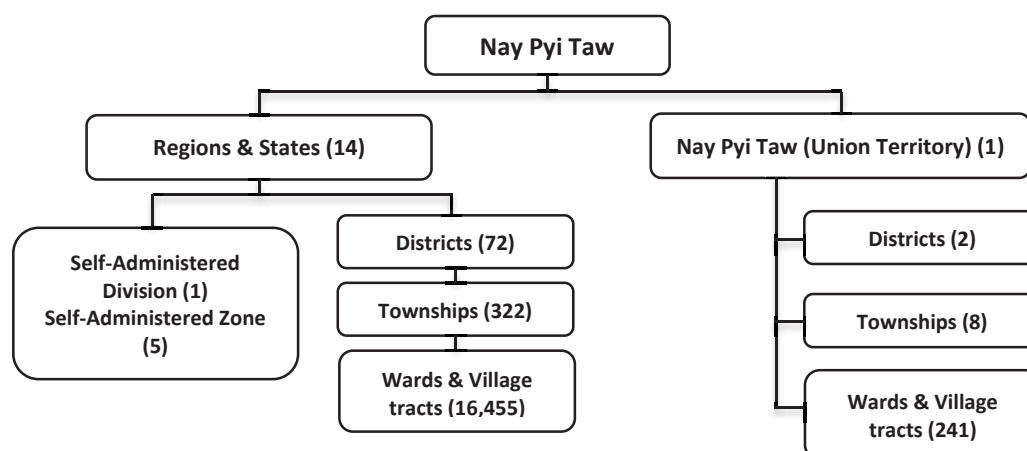 Nay Pyi Taw
Regions & States (14)
Nay Pyi Taw (Union Territory) (1)
Self-Administered
Division (1)
Self-Administered Zone
(5)
Districts (72)
Townships (322)
Wards & Village
tracts (16,455)
Districts (2)
Townships (8)
Wards & Village
tracts (241)